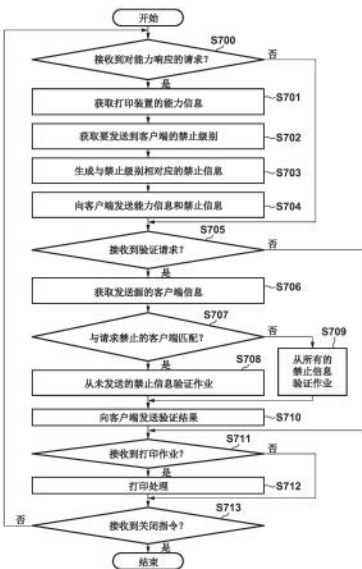 开始
S700
接收到对能力响应的请求？
否
是
获取打印装置的能力信息
S701
获取要发送到客户端的禁止级别
S702
生成与禁止级别相对应的禁止信息
S703
向客户端发送能力信息和禁止信息
S704
S705
接收到验证请求？
否
是
获取发送源的客户端信息
S706
S707
与请求禁止的客户端匹配？
否
是
S708
S709
从未发送的禁止信息验证作业
从所有的
禁止信息
验证作业
向客户端发送验证结果
S710
S711
接收到打印作业？
否
是
打印处理
S712
S713
否
接收到关闭指令？
是
结束